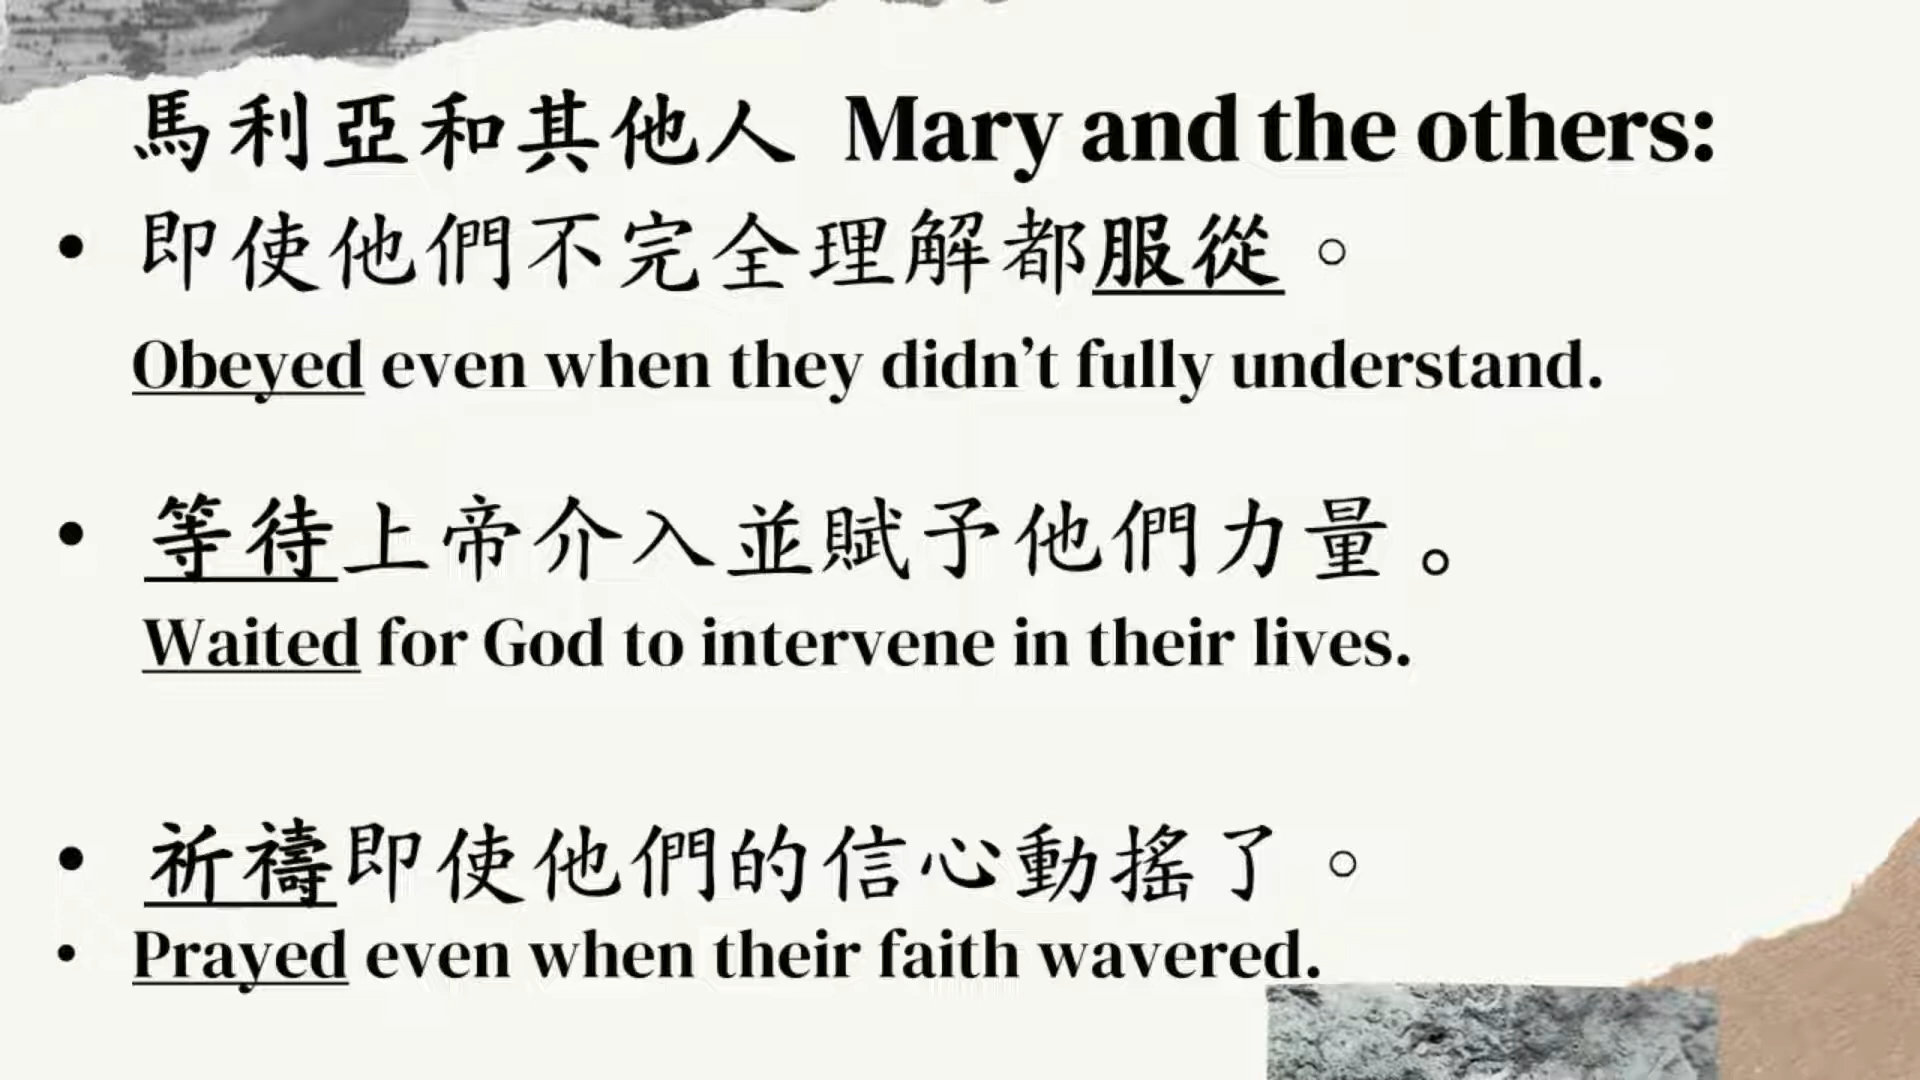 馬利亞和其他人 Mary and the others:
• 即使他們不完全理解都服從。
Obeyed even when they didn’t fully understand.
• 等待上帝介入並賦予他們力量。
Waited for God to intervene in their lives.
• 祈禱即使他們的信心動搖了。
• Prayed even when their faith wavered.